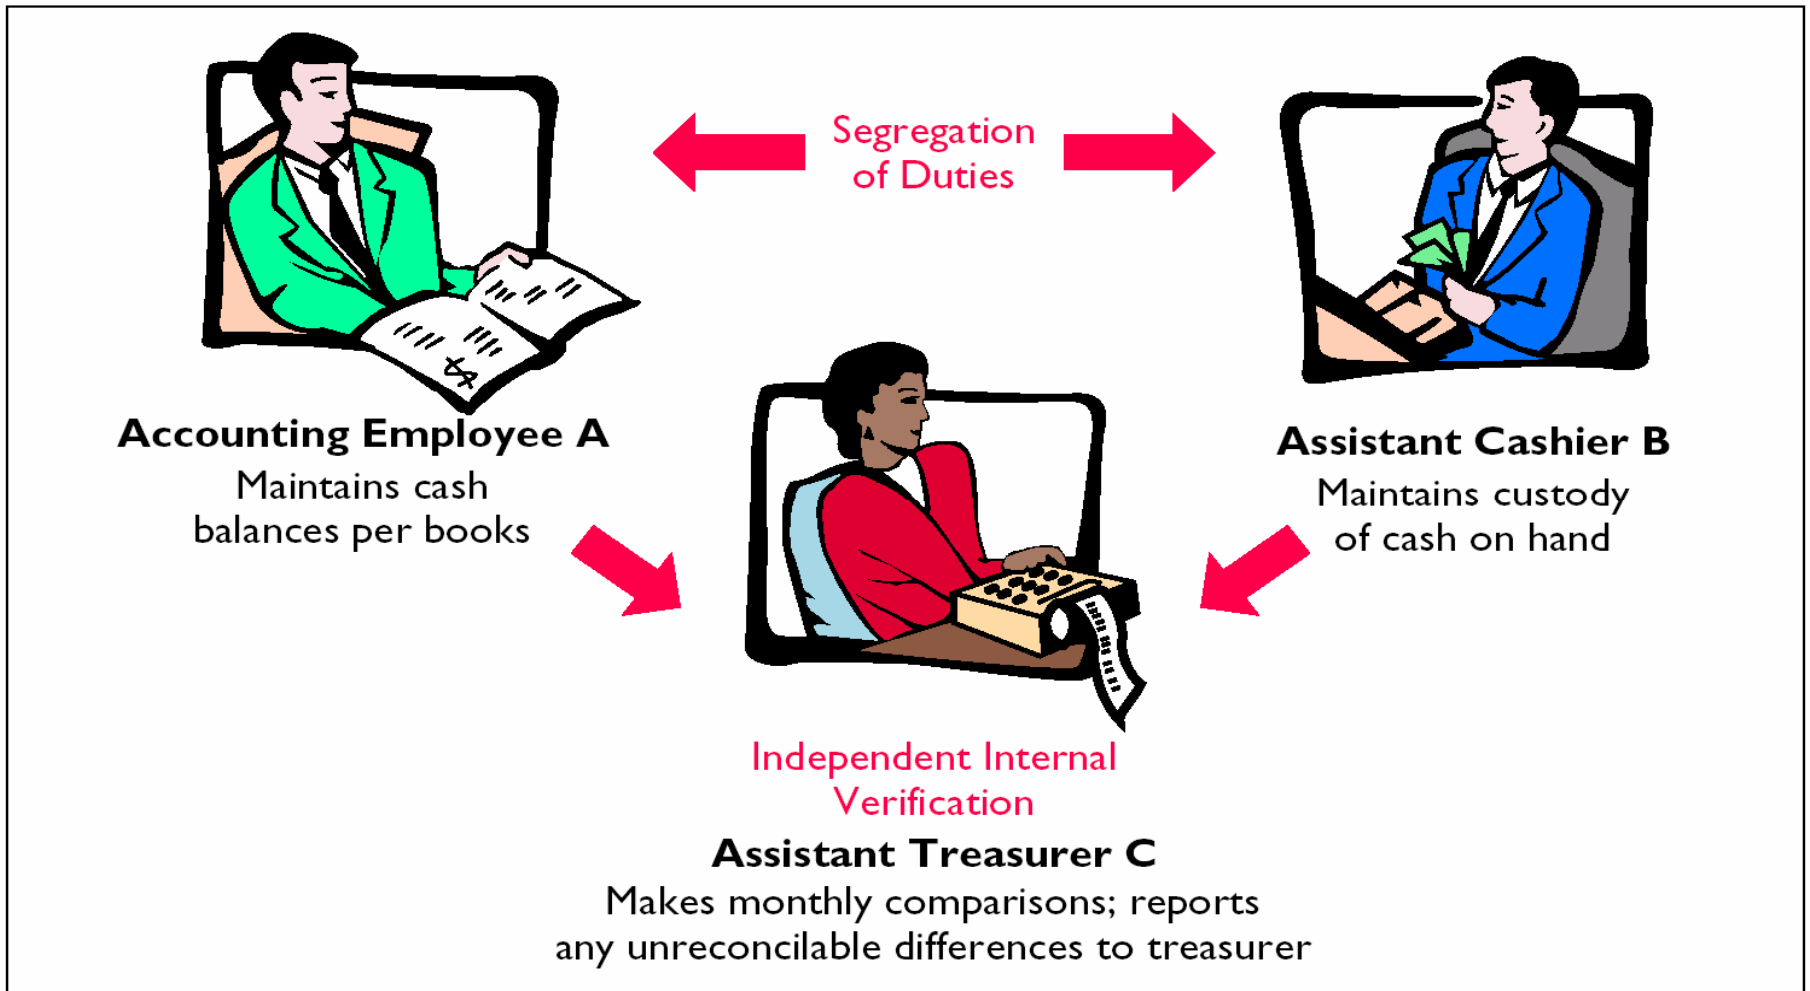 Segregation
of Duties
Accounting Employee A
Maintains cash
balances per books
Assistant Cashier B
Maintains custody
of cash on hand
$
Independent Internal
Verification
Assistant Treasurer C
Makes monthly comparisons; reports
any unreconcilable differences to treasurer